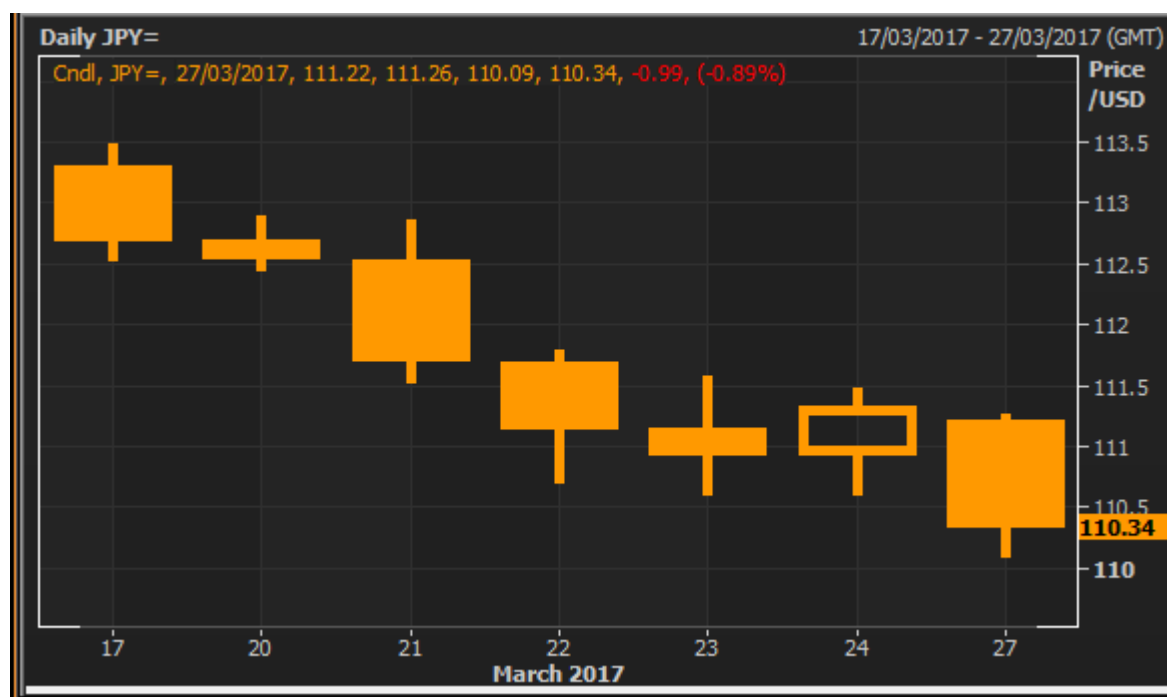 Daily JPY= 17/03/2017 - 27/03/2017 (GMT)
Cndl, JPY=, 27/03/2017, 111.22, 111.26, 110.09, 110.34, -0.99, (-0.89%)
Price
/USD
113.5
113
112.5
112
111.5
111
110.5
110.34
110
17 20 21 22 23 24 27
March 2017